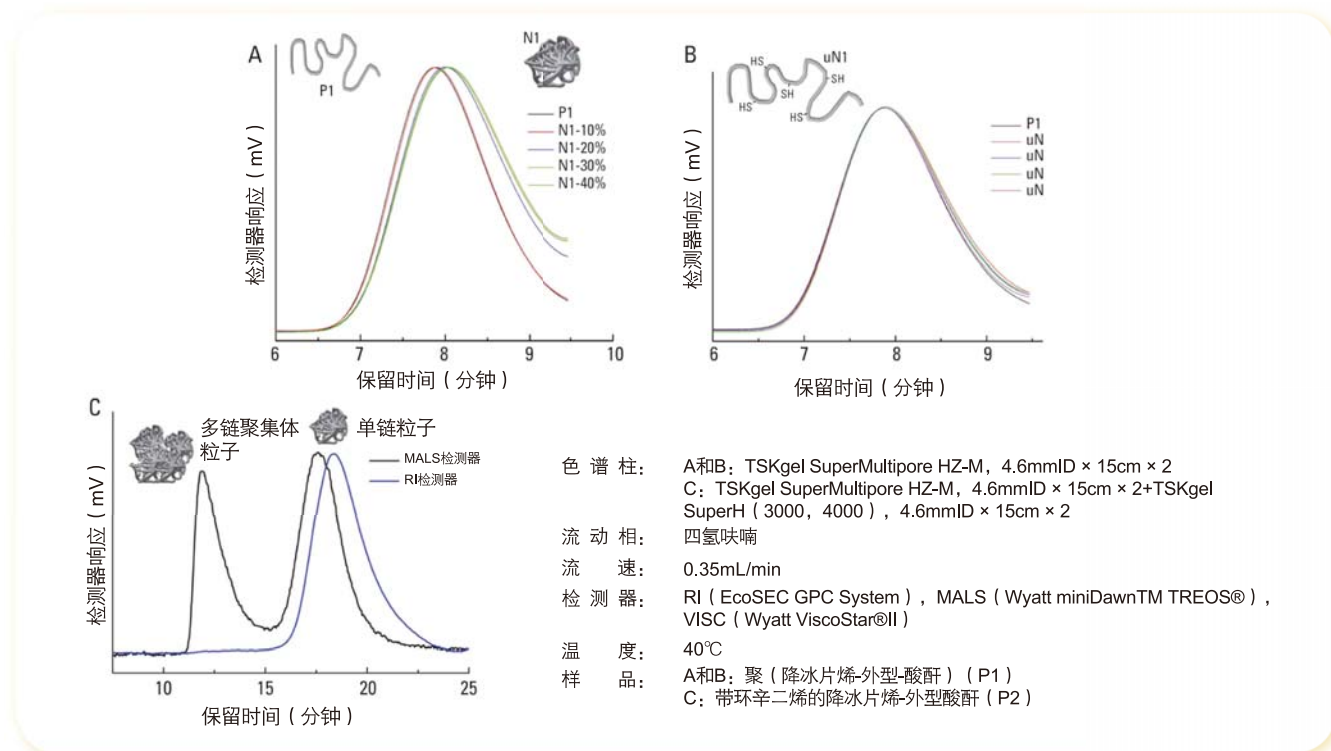 A
P1
N1
P1
N1-10%
N1-20%
N1-30%
N1-40%
检测器响应（mV）
6 7 8 9 10
保留时间（分钟）
B
HS
SH
HS
SH
HS
uN1
P1
uN
uN
uN
uN
检测器响应（mV）
6 7 8 9
保留时间（分钟）
C
多链聚集体
粒子
单链粒子
MALS检测器
RI检测器
检测器响应（mV）
10 15 20 25
保留时间（分钟）
色谱柱： A和B：TSKgel SuperMultipore HZ-M，4.6mmID × 15cm × 2
C：TSKgel SuperMultipore HZ-M，4.6mmID × 15cm × 2+TSKgel
SuperH（3000，4000），4.6mmID × 15cm × 2
流动相： 四氢呋喃
流速： 0.35mL/min
检测器： RI（EcoSEC GPC System），MALS（Wyatt miniDawnTM TREOS®），
VISC（Wyatt ViscoStar®II）
温度： 40℃
样品： A和B：聚（降冰片烯-外型-酸酐）（P1）
C：带环辛二烯的降冰片烯-外型酸酐（P2）